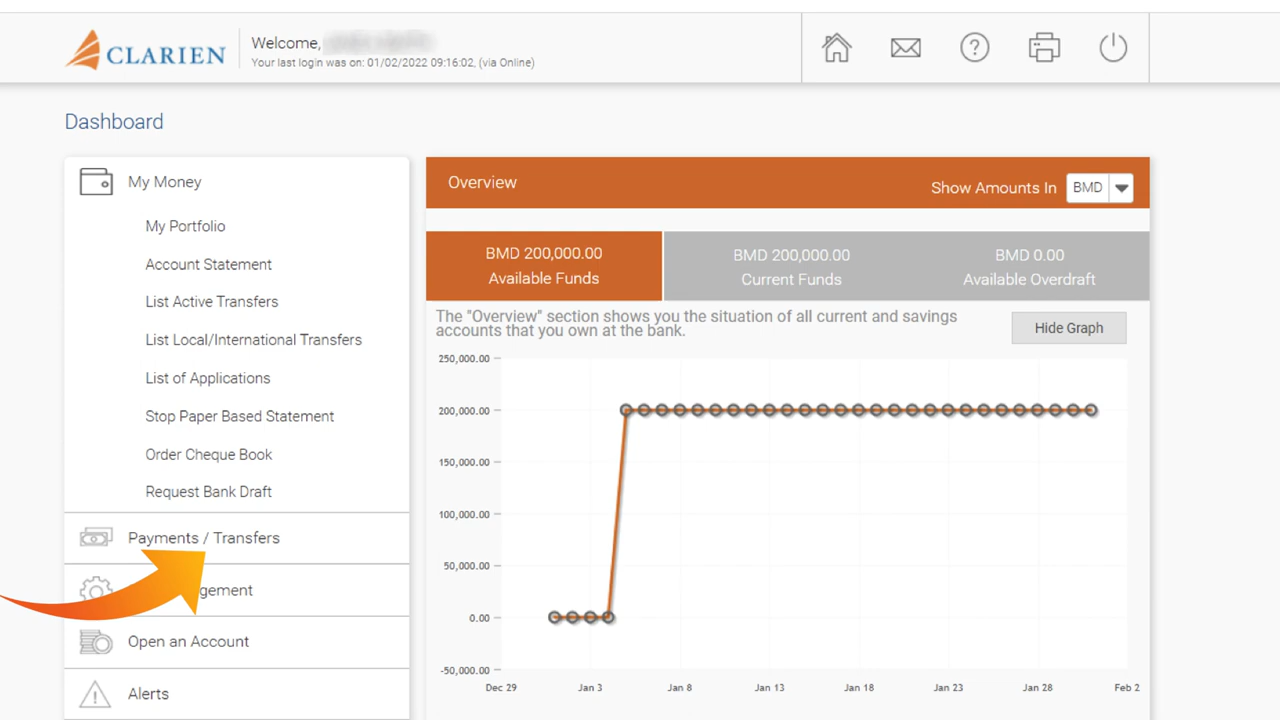 CLARIEN
Welcome,
Your last login was on: 01/02/2022 09:16:02, (via Online)
Dashboard
My Money
My Portfolio
Account Statement
List Active Transfers
List Local/International Transfers
List of Applications
Stop Paper Based Statement
Order Cheque Book
Request Bank Draft
Payments / Transfers
Open an Account
Alerts
Overview
Show Amounts In
BMD
BMD 200,000.00
Available Funds
BMD 200,000.00
Current Funds
BMD 0.00
Available Overdraft
The "Overview" section shows you the situation of all current and savings
accounts that you own at the bank.
Hide Graph
250,000.00
200,000.00
150,000.00
100,000.00
50,000.00
0.00
-50,000.00
Dec 29
Jan 3
Jan 8
Jan 13
Jan 18
Jan 23
Jan 28
Feb 2